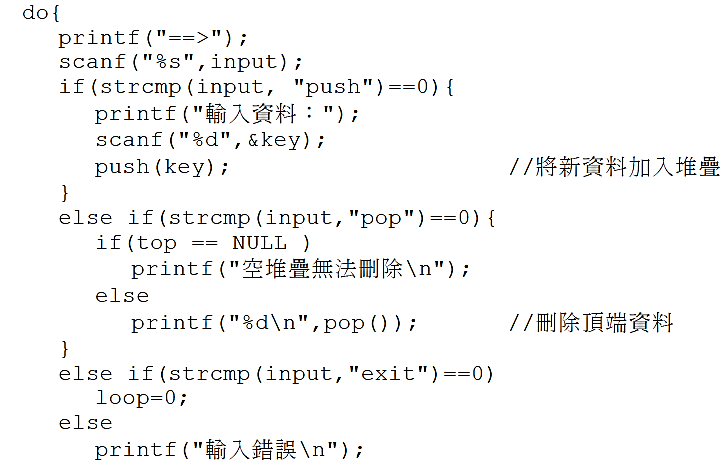 do{
printf("==>");
scanf("%s",input);
if(strcmp(input, "push")==0){
printf("輸入資料：");
scanf("%d",&key);
push(key); //將新資料加入堆疊
}
else if(strcmp(input,"pop")==0){
if(top == NULL )
printf("空堆疊無法刪除\n");
else
printf("%d\n",pop()); //刪除頂端資料
}
else if(strcmp(input,"exit")==0)
loop=0;
else
printf("輸入錯誤\n");